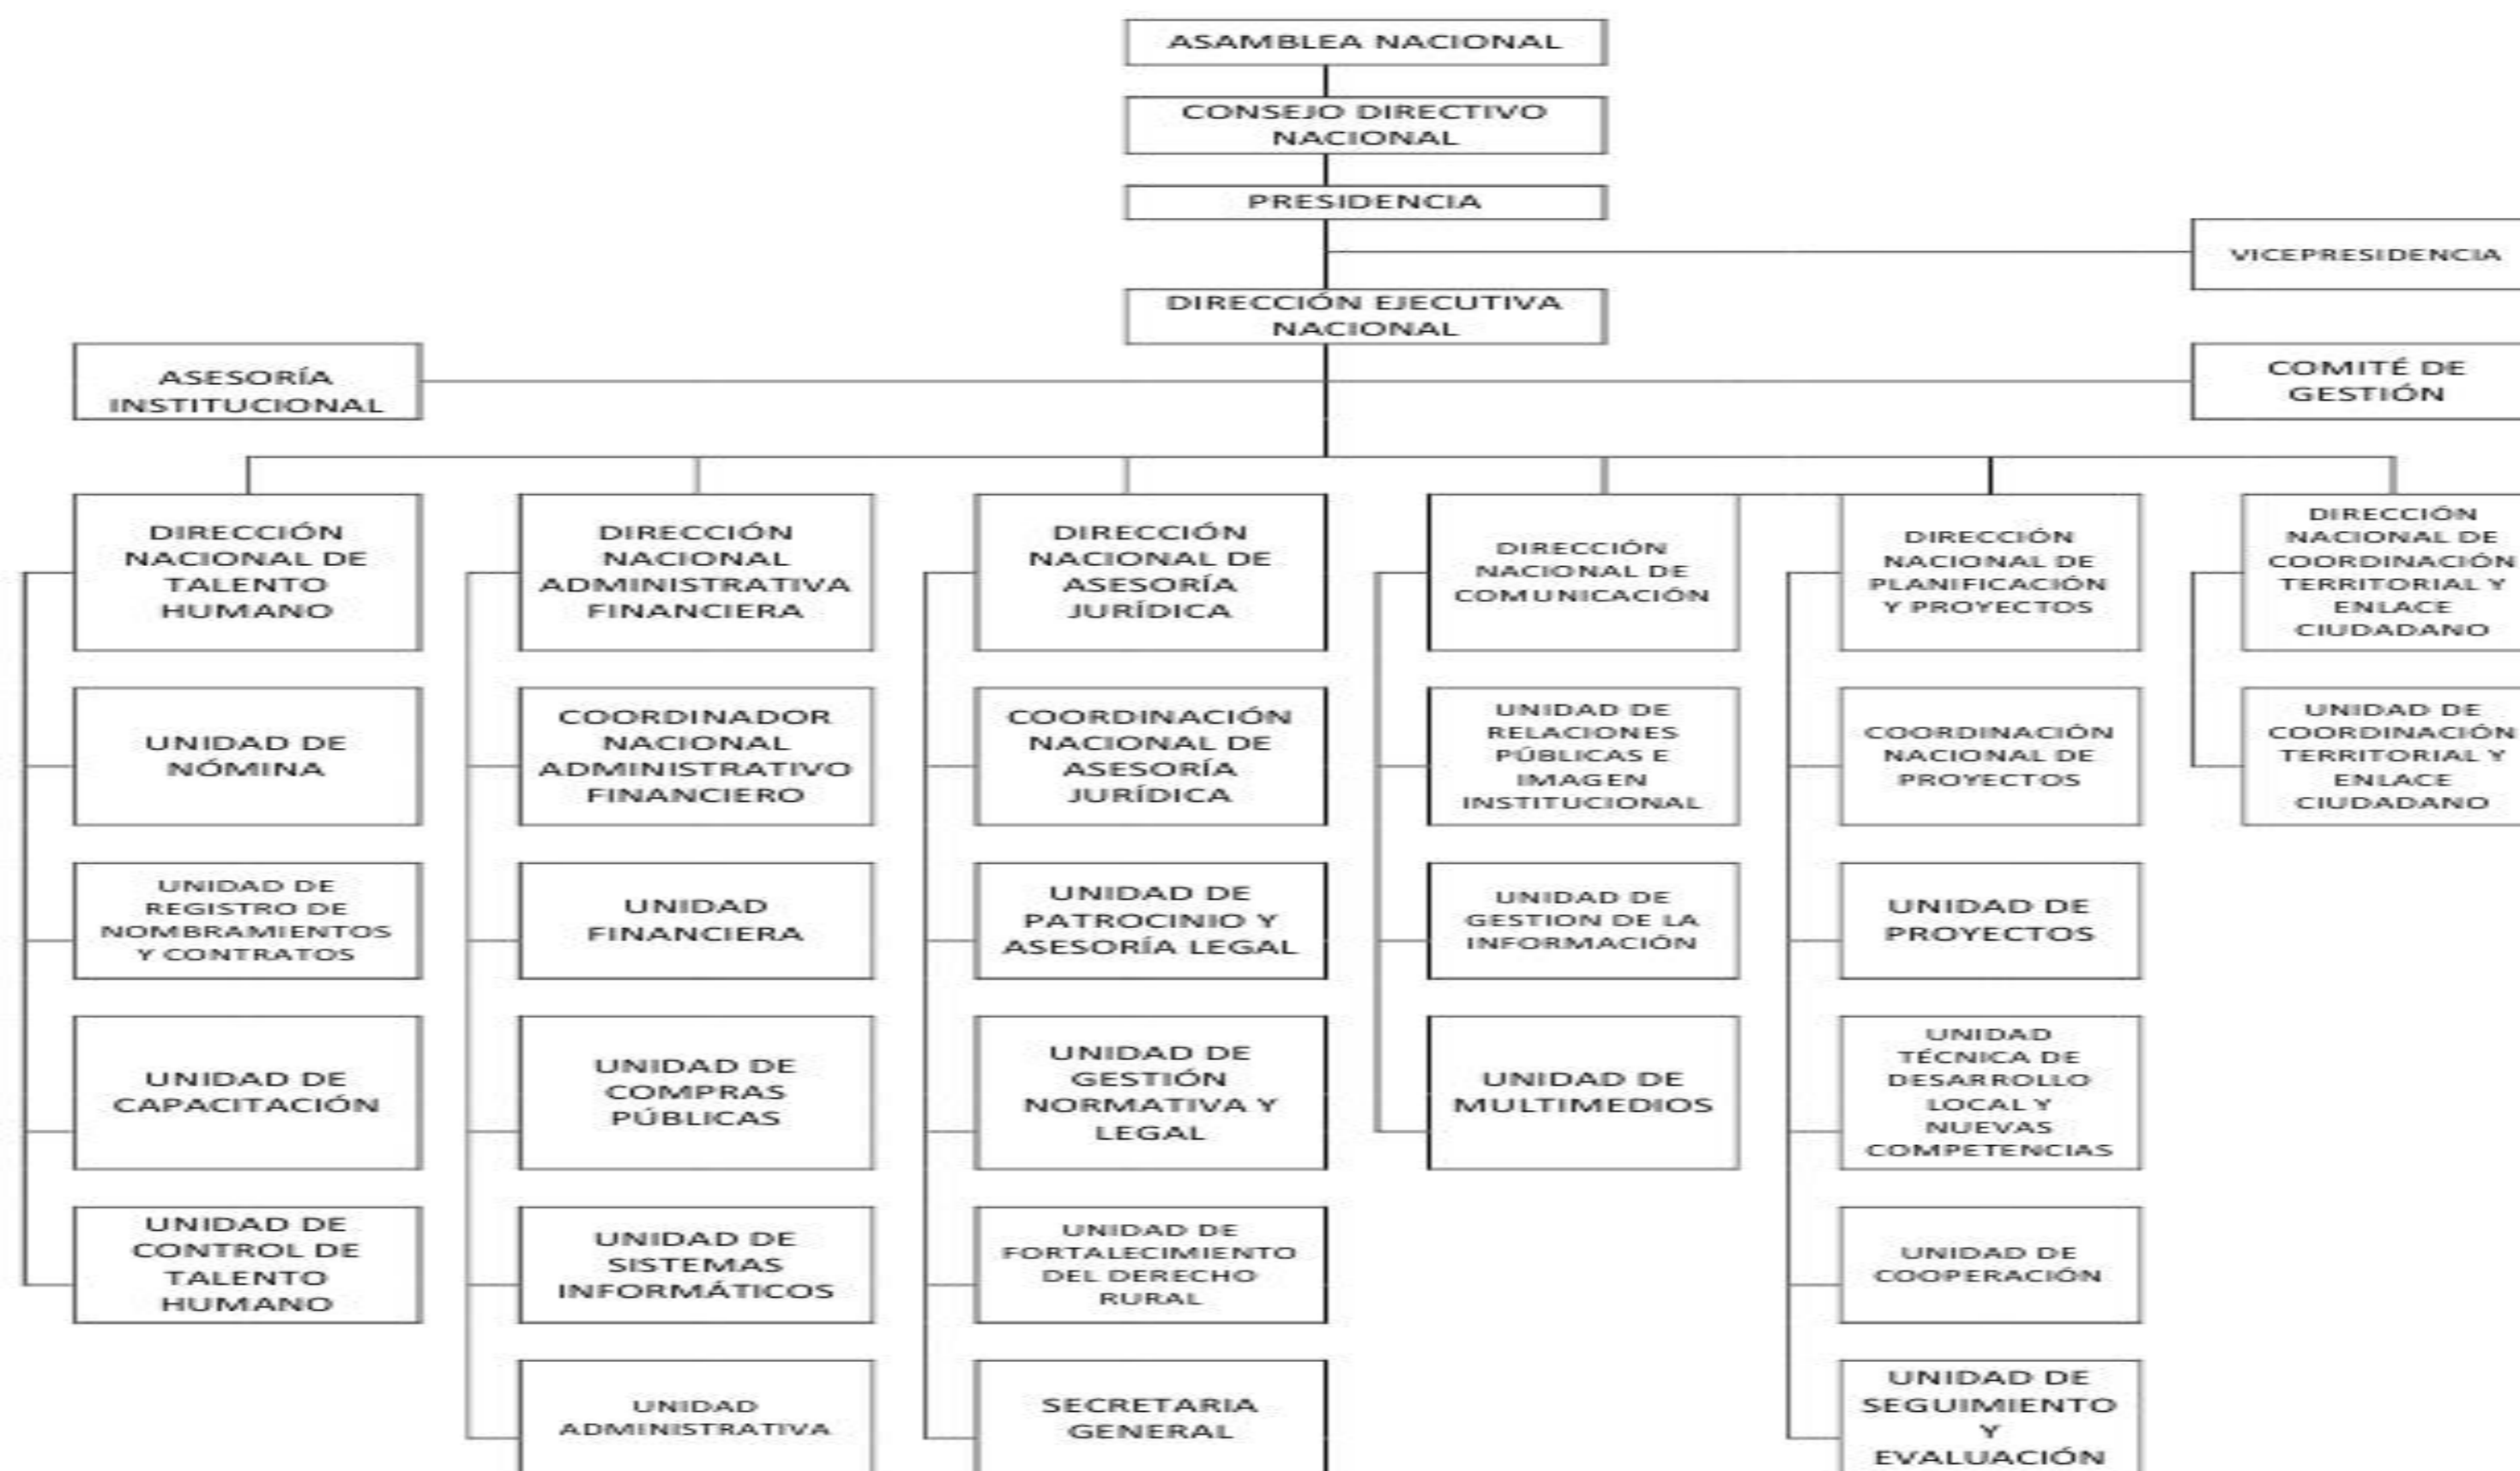 ASAMBLEA NACIONAL
CONSEJO DIRECTIVO
NACIONAL
PRESIDENCIA
VICEPRESIDENCIA
DIRECCIÓN EJECUTIVA
NACIONAL
ASESORÍA
INSTITUCIONAL
COMITÉ DE
GESTIÓN
DIRECCIÓN
NACIONAL DE
TALENTO
HUMANO
DIRECCIÓN
NACIONAL
ADMINISTRATIVA
FINANCIERA
DIRECCIÓN
NACIONAL DE
ASESORÍA
JURÍDICA
DIRECCIÓN
NACIONAL DE
COMUNICACIÓN
DIRECCIÓN
NACIONAL DE
PLANIFICACIÓN
Y PROYECTOS
DIRECCIÓN
NACIONAL DE
COORDINACIÓN
TERRITORIAL Y
ENLACE
CIUDADANO
UNIDAD DE
NÓMINA
COORDINADOR
NACIONAL
ADMINISTRATIVO
FINANCIERO
COORDINACIÓN
NACIONAL DE
ASESORÍA
JURÍDICA
UNIDAD DE
RELACIONES
PÚBLICAS E
IMAGEN
INSTITUCIONAL
COORDINACIÓN
NACIONAL DE
PROYECTOS
UNIDAD DE
COORDINACIÓN
TERRITORIAL Y
ENLACE
CIUDADANO
UNIDAD DE
REGISTRO DE
NOMBRAMIENTOS
Y CONTRATOS
UNIDAD
FINANCIERA
UNIDAD DE
PATROCINIO Y
ASESORÍA LEGAL
UNIDAD DE
GESTION DE LA
INFORMACIÓN
UNIDAD DE
PROYECTOS
UNIDAD DE
CAPACITACIÓN
UNIDAD DE
COMPRAS
PÚBLICAS
UNIDAD DE
GESTIÓN
NORMATIVA Y
LEGAL
UNIDAD DE
MULTIMEDIOS
UNIDAD
TÉCNICA DE
DESARROLLO
LOCAL Y
NUEVAS
COMPETENCIAS
UNIDAD DE
CONTROL DE
TALENTO
HUMANO
UNIDAD DE
SISTEMAS
INFORMÁTICOS
UNIDAD DE
FORTALECIMIENTO
DEL DERECHO
RURAL
UNIDAD DE
COOPERACIÓN
UNIDAD
ADMINISTRATIVA
SECRETARIA
GENERAL
UNIDAD DE
SEGUIMIENTO
Y
EVALUACIÓN